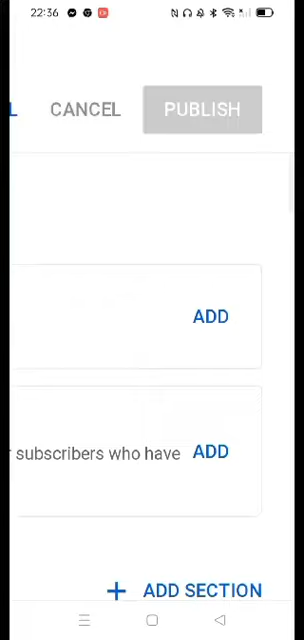 22:36
CANCEL PUBLISH
ADD
subscribers who have ADD
+ ADD SECTION